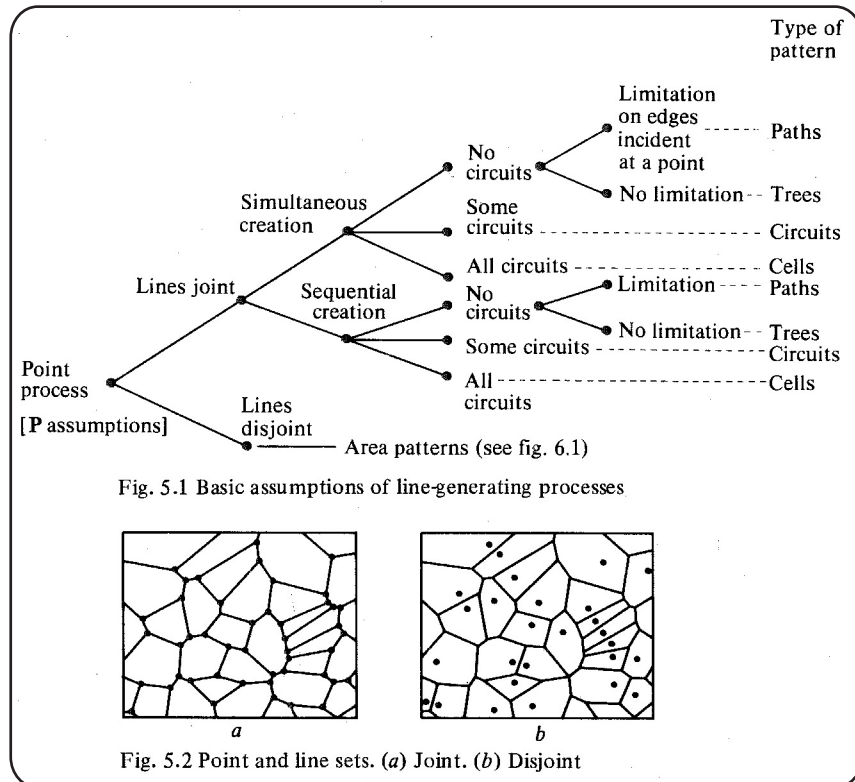 Type of
pattern
Limitation
on edges
incident
at a point
Paths
No
circuits
No limitation
Trees
Simultaneous
creation
Some
circuits
Circuits
All circuits
Cells
Lines joint
Sequential
creation
No
circuits
Limitation
Paths
No limitation
Trees
Some circuits
Circuits
All
circuits
Cells
Point
process
[P assumptions]
Lines
disjoint
Area patterns (see fig. 6.1)
Fig. 5.1 Basic assumptions of line-generating processes
a
b
Fig. 5.2 Point and line sets. (a) Joint. (b) Disjoint